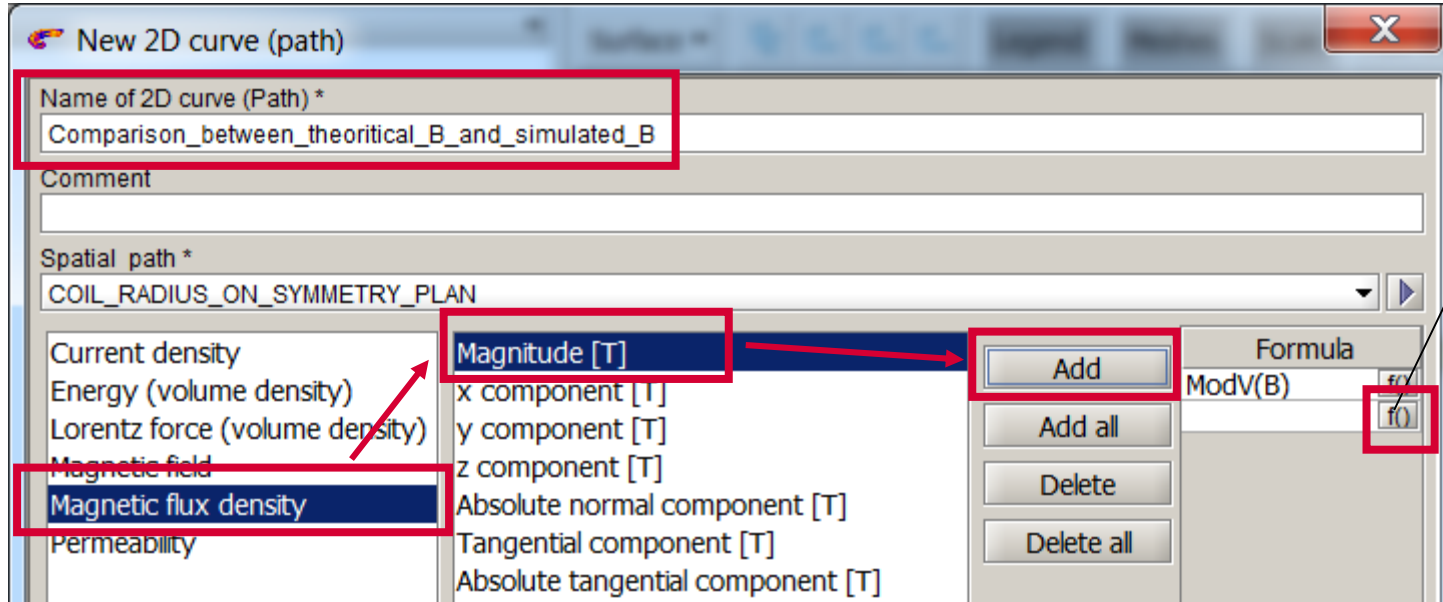 New 2D curve (path)
Name of 2D curve (Path) *
Comparison_between_theoritical_B_and_simulated_B
Comment
Spatial path *
COIL_RADIUS_ON_SYMMETRY_PLAN
Current density
Energy (volume density)
Lorentz force (volume density)
Magnetic field
Magnetic flux density
Permeability
Magnitude [T]
x component [T]
y component [T]
z component [T]
Absolute normal component [T]
Tangential component [T]
Absolute tangential component [T]
Add
Add all
Delete
Delete all
Formula
ModV(B) f()
f()